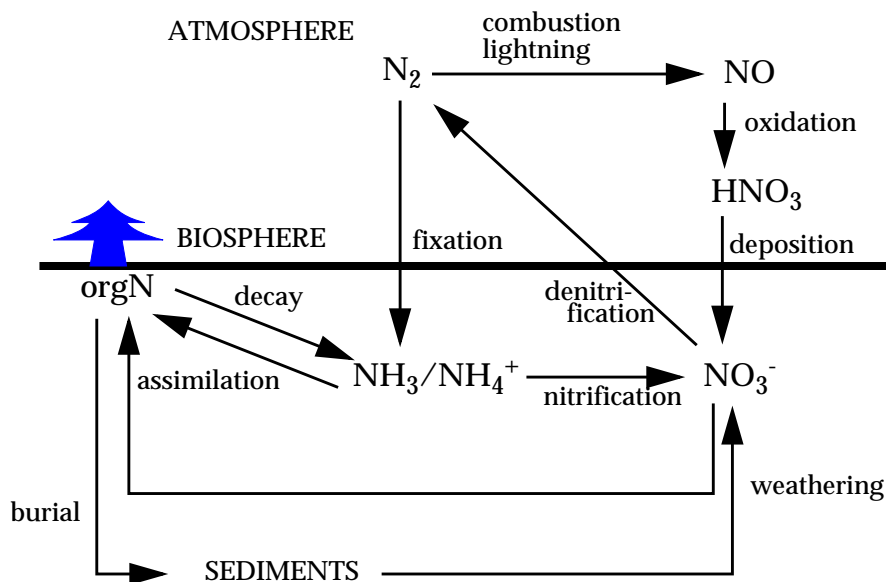 ATMOSPHERE
combustion
lightning
N₂
NO
oxidation
HNO₃
BIOSPHERE
fixation
deposition
orgN
decay
denitri-
fication
assimilation
NH₃/NH₄⁺
nitrification
NO₃⁻
weathering
burial
SEDIMENTS